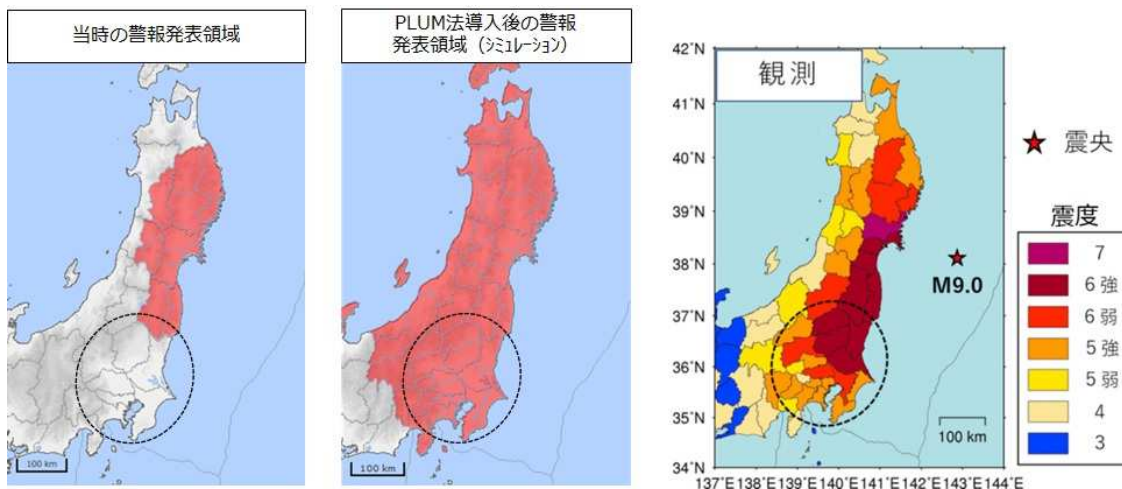 当時の警報発表領域
100 km
PLUM法導入後の警報
発表領域（シミュレーション）
100 km
観測
42˚N
41˚N
40˚N
39˚N
38˚N
37˚N
36˚N
35˚N
34˚N
137˚E 138˚E 139˚E 140˚E 141˚E 142˚E 143˚E 144˚E
M9.0
100 km
震央
震度
7
6強
6弱
5強
5弱
4
3